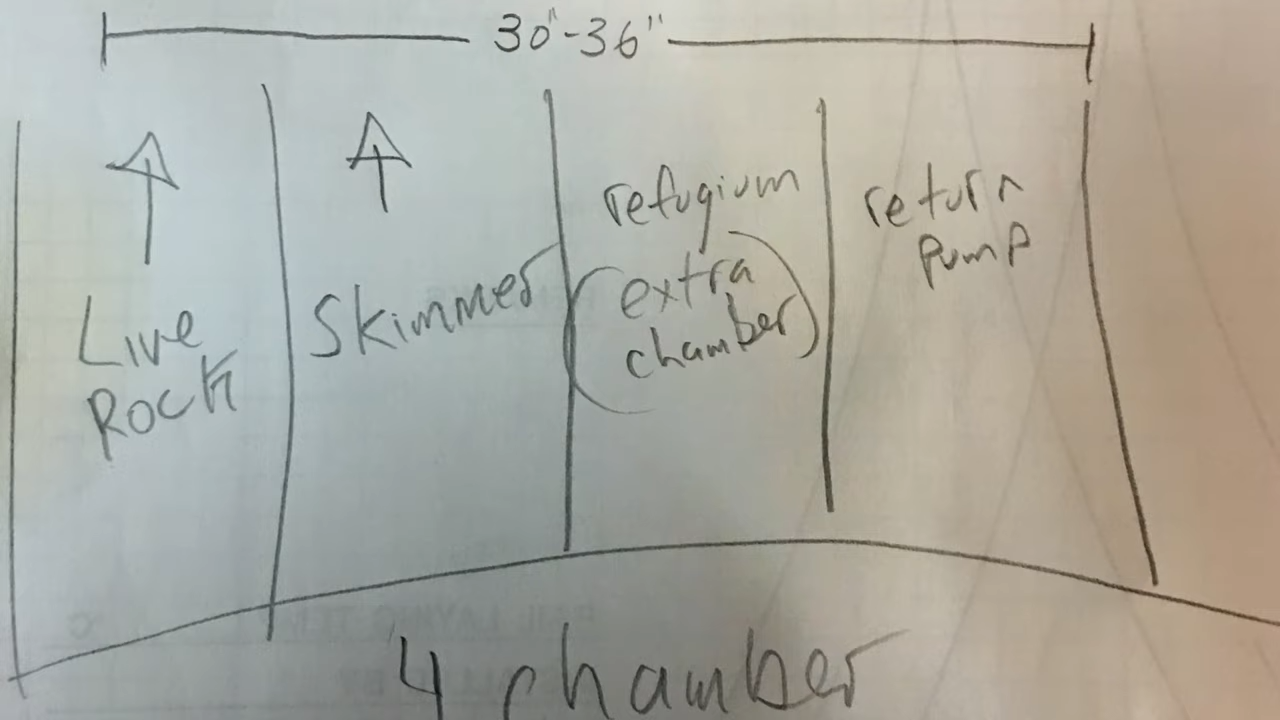 30"-36"
Live
Rock
Skimmer
refugium
(extra
chamber)
return
pump
4 chamber